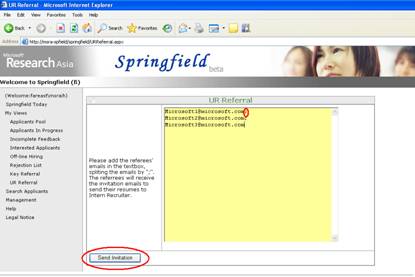 UR Referral - Microsoft Internet Explorer
File Edit View Favorites Tools Help
Back Search Favorites
Address http://msra-spfield/springfield/URReferral.aspx
Microsoft
Research Asia
Springfield
beta
Welcome to Springfield (ß)
(Welcome:fareast\moraih)
Springfield Today
My Views
Applicants Pool
Applicants In Progress
Incomplete Feedback
Interested Applicants
Off-line Hiring
Rejection List
Key Referral
UR Referral
Search Applicants
Management
Help
Legal Notice
UR Referral
Please add the referees'
emails in the textbox,
spliting the emails by ";".
The referees will receive
the invitation emails to
send their resumes to
Intern Recruiter.
Microsoft1@microsoft.com;
Microsoft2@microsoft.com;
Microsoft3@microsoft.com
Send Invitation